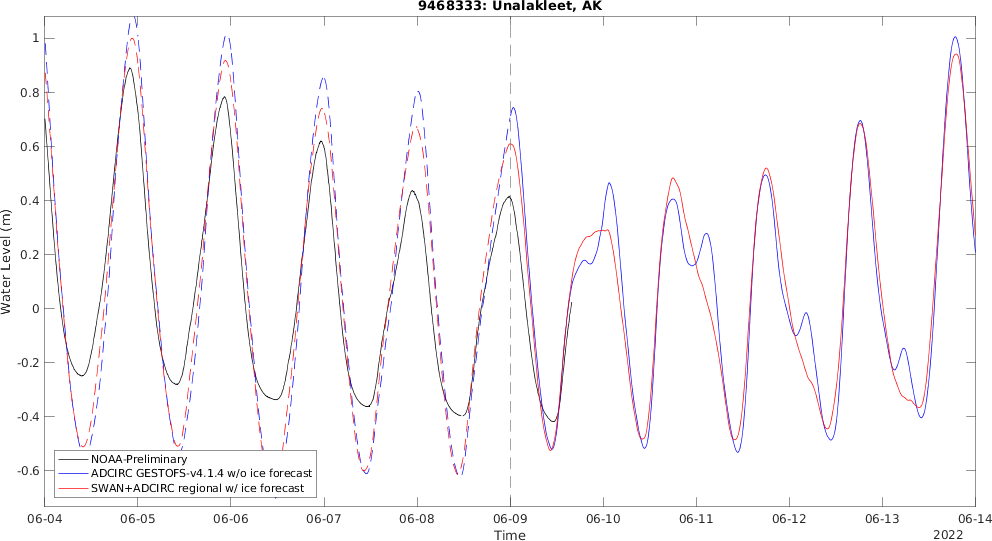 9468333: Unalakleet, AK
Water Level (m)
1
0.8
0.6
0.4
0.2
0
-0.2
-0.4
-0.6
NOAA-Preliminary
ADCIRC GESTOFS-v4.1.4 w/o ice forecast
SWAN+ADCIRC regional w/ ice forecast
06-04 06-05 06-06 06-07 06-08 06-09 06-10 06-11 06-12 06-13 06-14
Time
2022